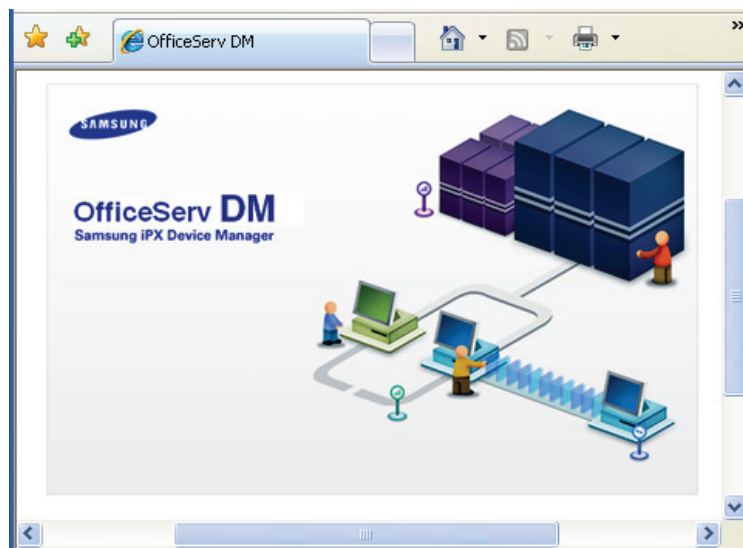 OfficeServ DM
SAMSUNG
OfficeServ DM
Samsung iPX Device Manager